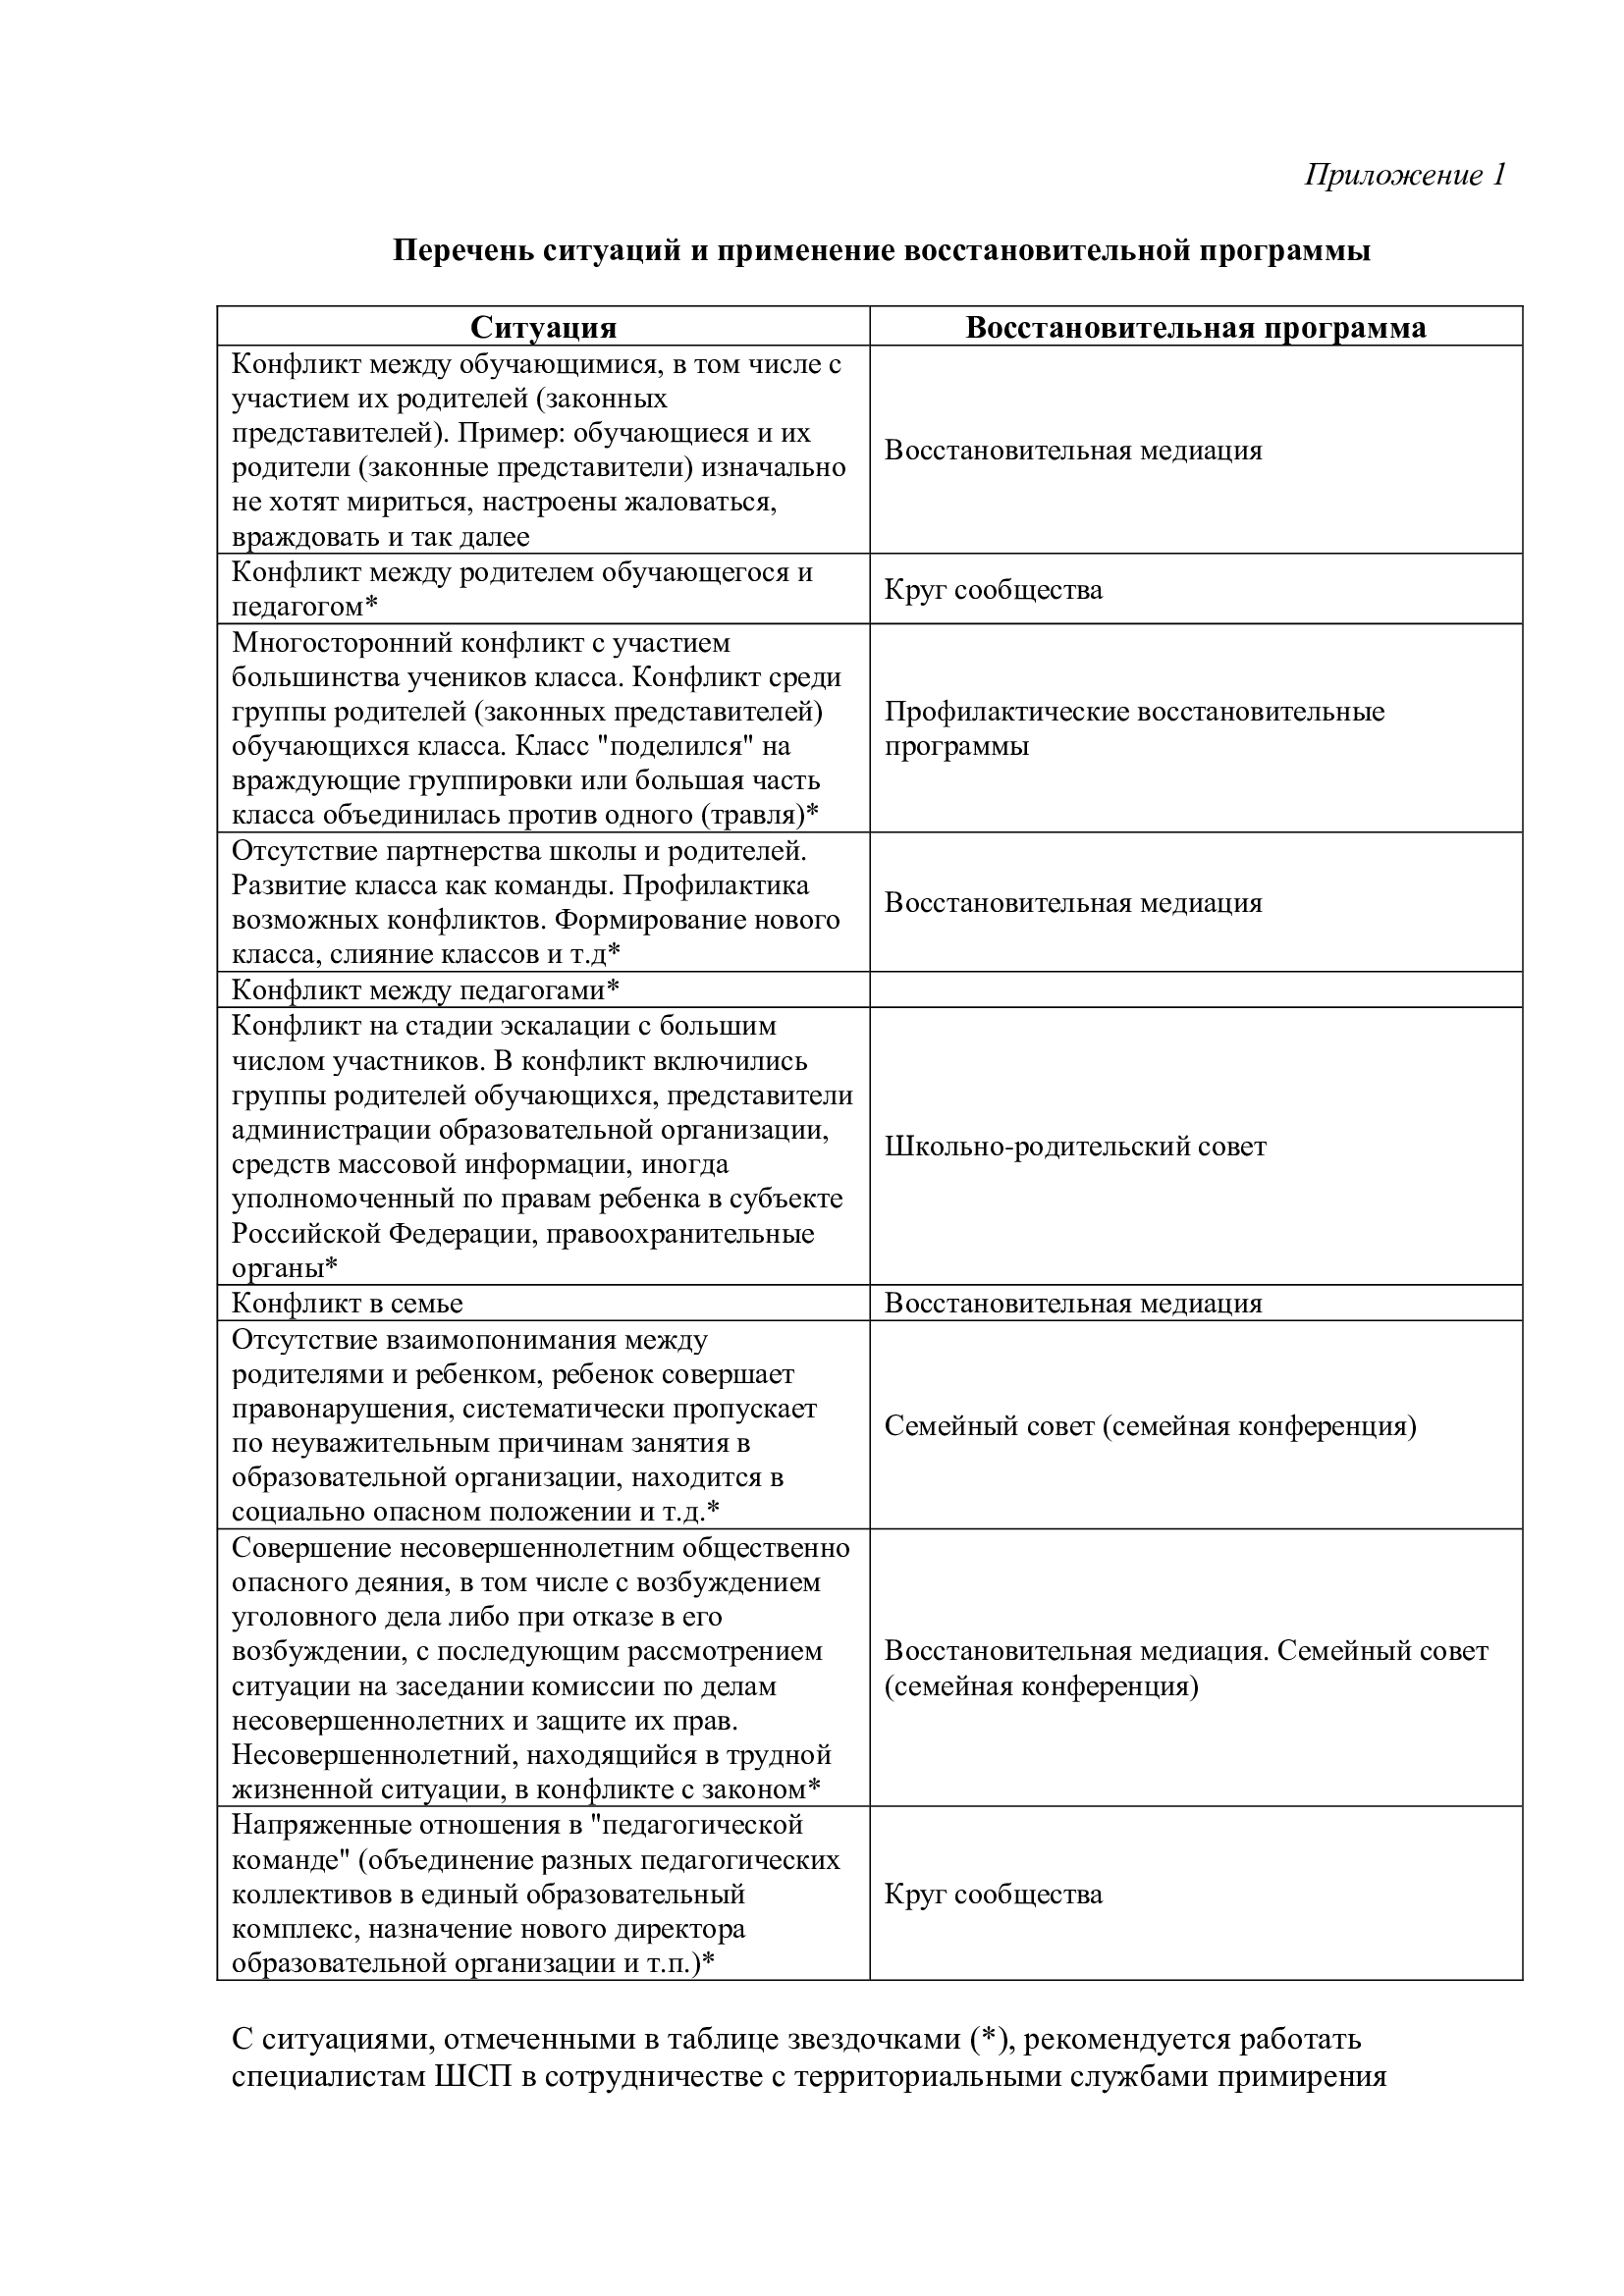 Приложение 1
Перечень ситуаций и применение восстановительной программы
Ситуация
Восстановительная программа
Конфликт между обучающимися, в том числе с
участием их родителей (законных
представителей). Пример: обучающиеся и их
родители (законные представители) изначально
не хотят мириться, настроены жаловаться,
враждовать и так далее
Восстановительная медиация
Конфликт между родителем обучающегося и
педагогом*
Круг сообщества
Многосторонний конфликт с участием
большинства учеников класса. Конфликт среди
группы родителей (законных представителей)
обучающихся класса. Класс "поделился" на
враждующие группировки или большая часть
класса объединилась против одного (травля)*
Профилактические восстановительные
программы
Отсутствие партнерства школы и родителей.
Развитие класса как команды. Профилактика
возможных конфликтов. Формирование нового
класса, слияние классов и т.д*
Восстановительная медиация
Конфликт между педагогами*
Конфликт на стадии эскалации с большим
числом участников. В конфликт включились
группы родителей обучающихся, представители
администрации образовательной организации,
средств массовой информации, иногда
уполномоченный по правам ребенка в субъекте
Российской Федерации, правоохранительные
органы*
Школьно-родительский совет
Конфликт в семье
Восстановительная медиация
Отсутствие взаимопонимания между
родителями и ребенком, ребенок совершает
правонарушения, систематически пропускает
по неуважительным причинам занятия в
образовательной организации, находится в
социально опасном положении и т.д.*
Семейный совет (семейная конференция)
Совершение несовершеннолетним общественно
опасного деяния, в том числе с возбуждением
уголовного дела либо при отказе в его
возбуждении, с последующим рассмотрением
ситуации на заседании комиссии по делам
несовершеннолетних и защите их прав.
Несовершеннолетний, находящийся в трудной
жизненной ситуации, в конфликте с законом*
Восстановительная медиация. Семейный совет
(семейная конференция)
Напряженные отношения в "педагогической
команде" (объединение разных педагогических
коллективов в единый образовательный
комплекс, назначение нового директора
образовательной организации и т.п.)*
Круг сообщества
С ситуациями, отмеченными в таблице звездочками (*), рекомендуется работать
специалистам ШСП в сотрудничестве с территориальными службами примирения